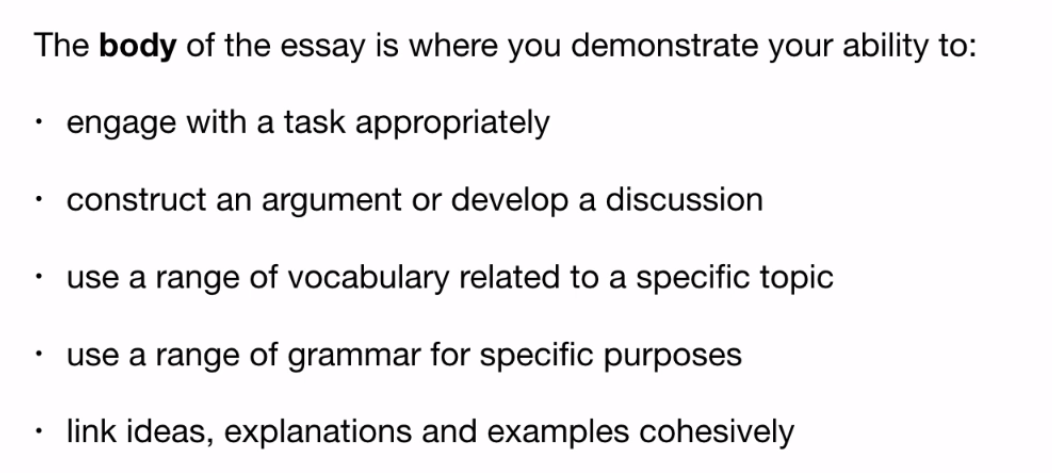 The body of the essay is where you demonstrate your ability to:
· engage with a task appropriately
· construct an argument or develop a discussion
· use a range of vocabulary related to a specific topic
· use a range of grammar for specific purposes
· link ideas, explanations and examples cohesively